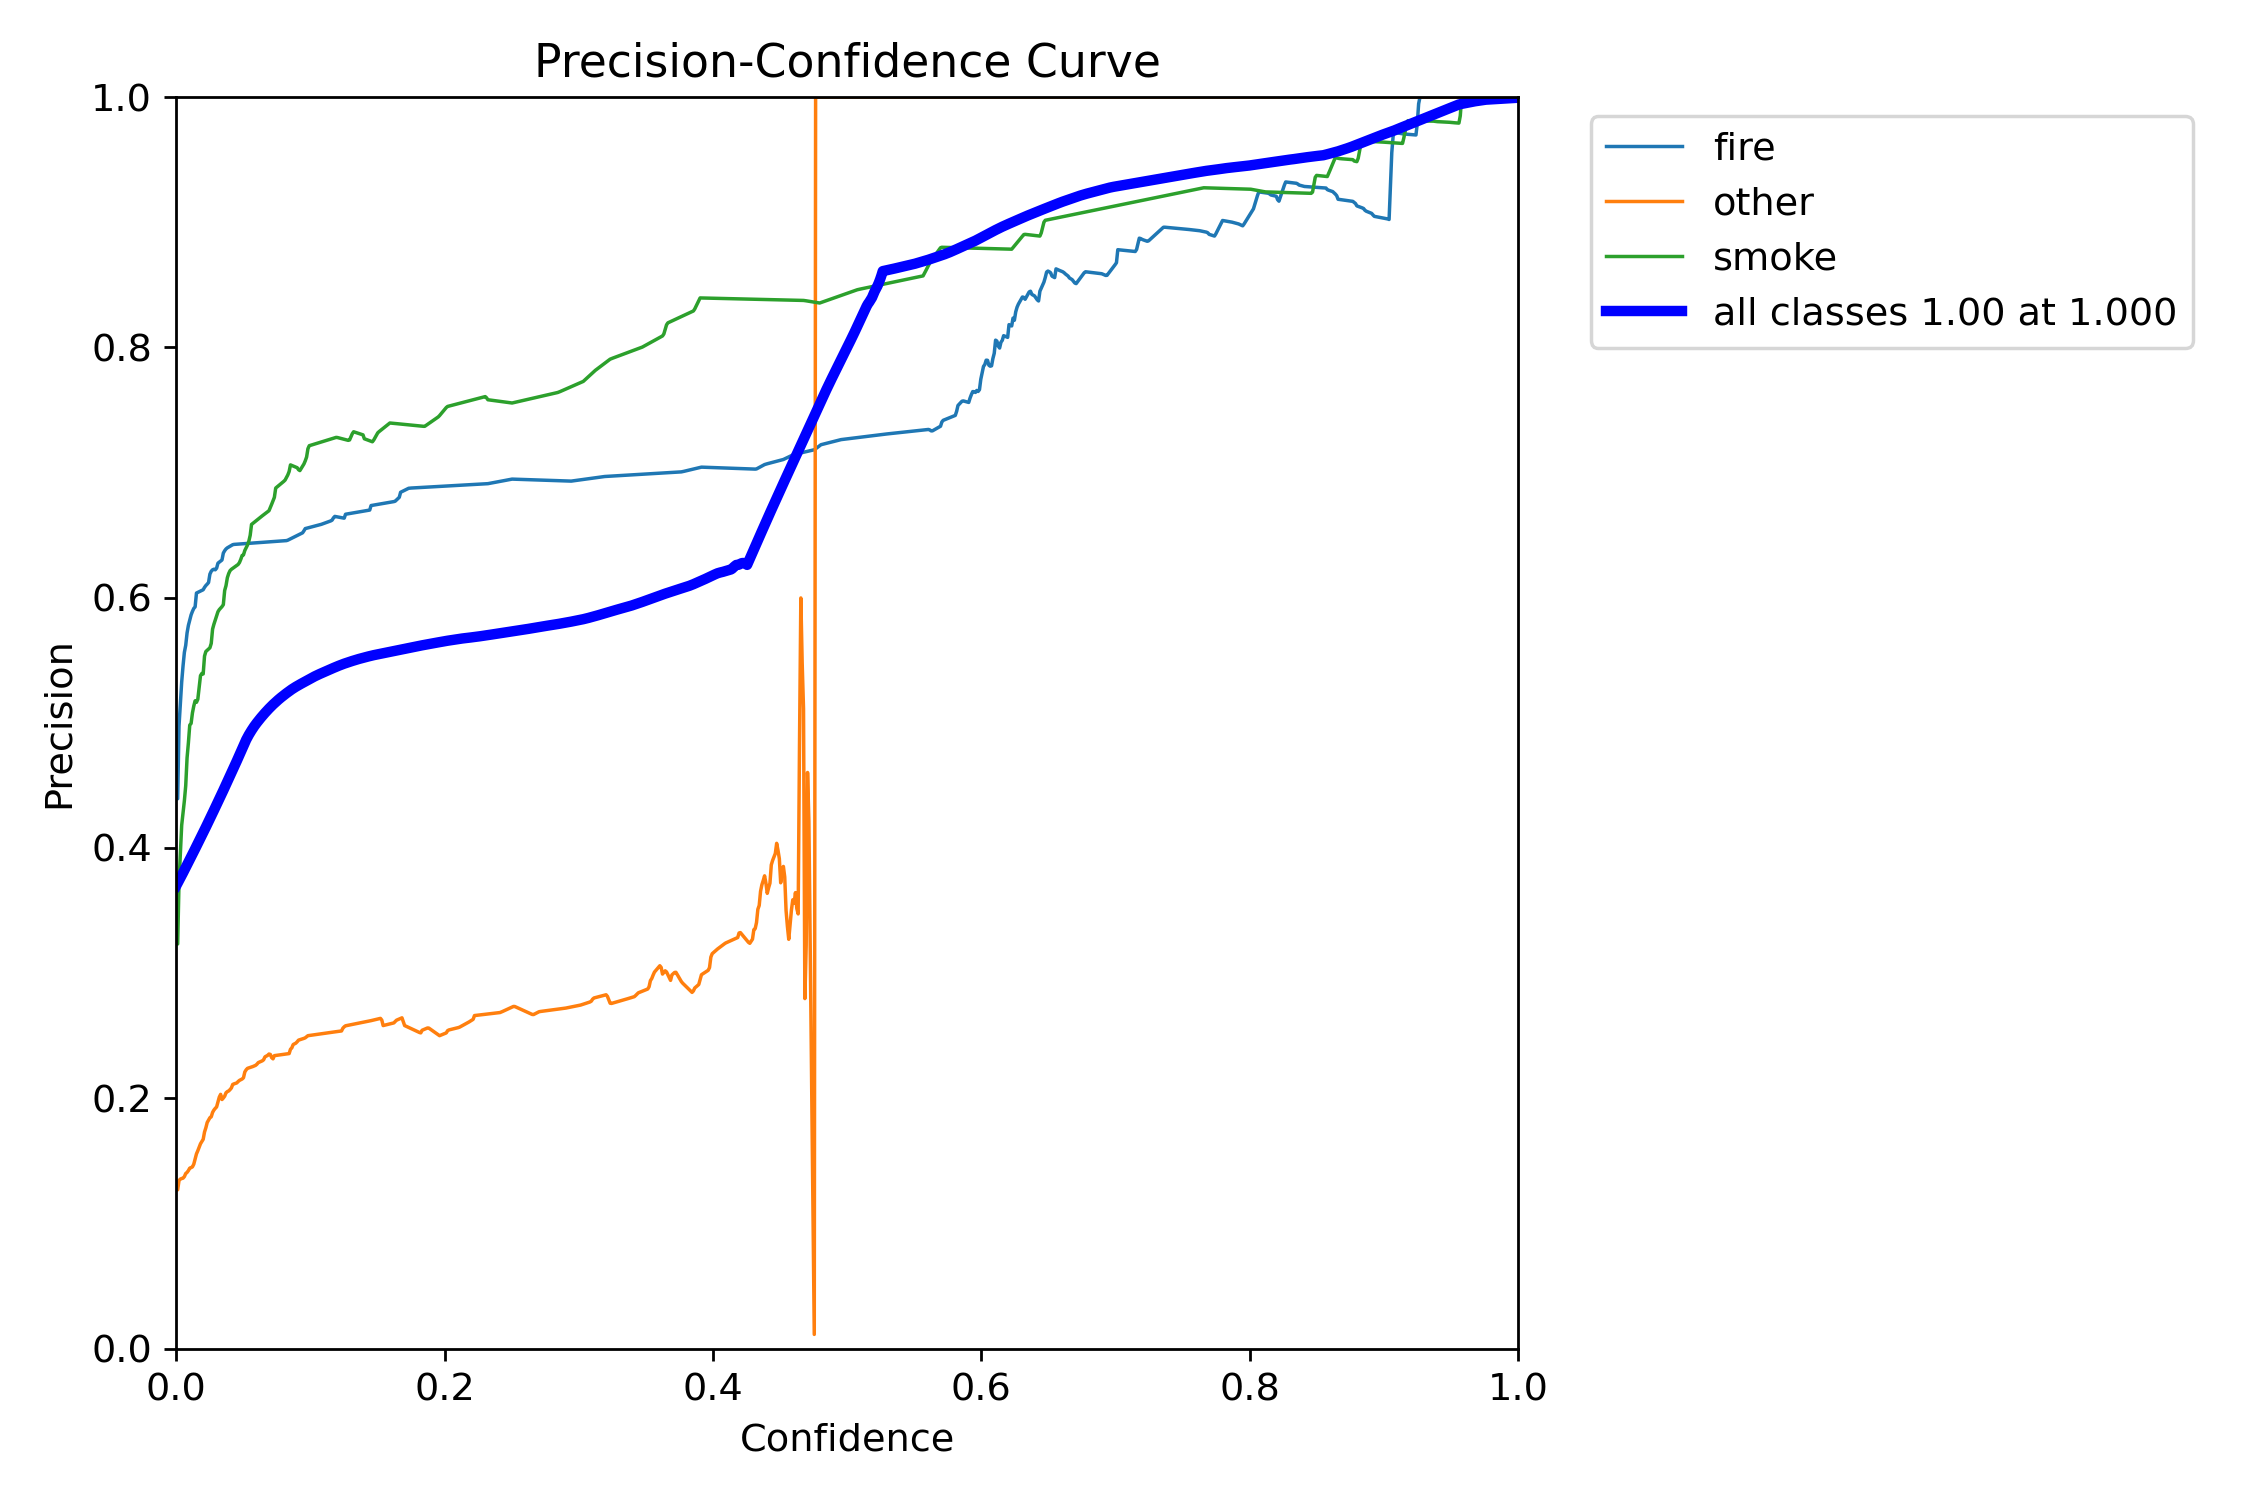 Precision-Confidence Curve
1.0
0.8
0.6
0.4
0.2
0.0
Precision
0.0 0.2 0.4 0.6 0.8 1.0
Confidence
fire
other
smoke
all classes 1.00 at 1.000